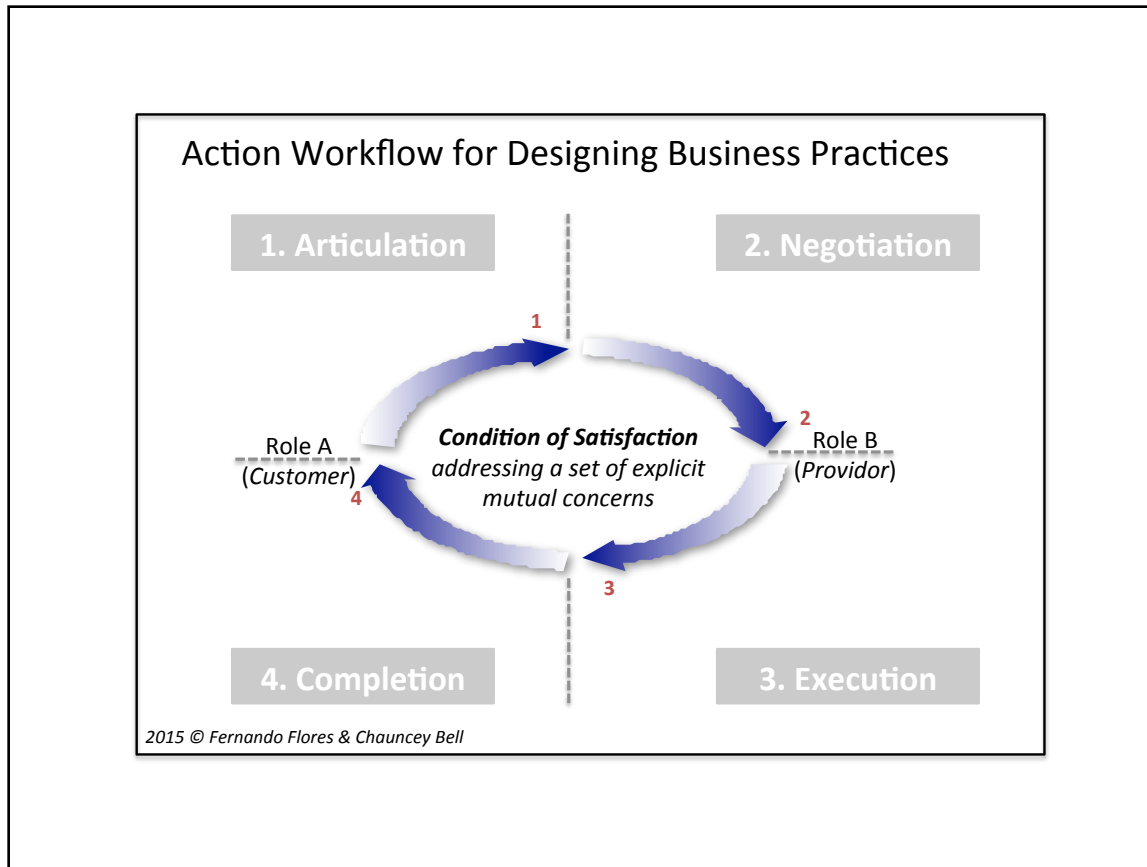 Action Workflow for Designing Business Practices
1. Articulation
2. Negotiation
1
2
Role A
(Customer)
4
Condition of Satisfaction
addressing a set of explicit
mutual concerns
Role B
(Providor)
3
4. Completion
3. Execution
2015 © Fernando Flores & Chauncey Bell